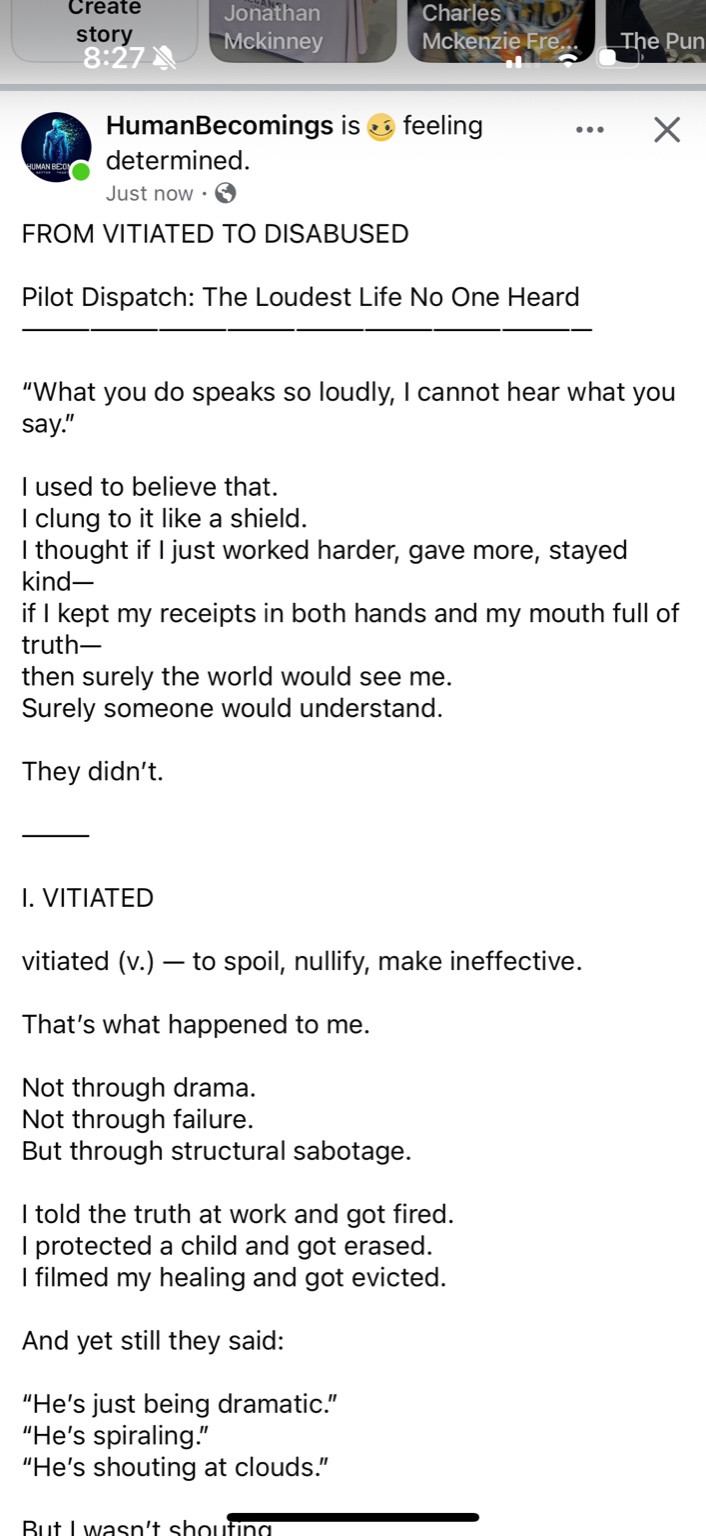 Create
story
Jonathan
Mckinney
Charles
Mckenzie Fre...
The Pun
8:27
HUMAN BECOM
HumanBecomings is 😏 feeling
determined.
Just now ·
FROM VITIATED TO DISABUSED
Pilot Dispatch: The Loudest Life No One Heard
“What you do speaks so loudly, I cannot hear what you
say.”
I used to believe that.
I clung to it like a shield.
I thought if I just worked harder, gave more, stayed
kind—
if I kept my receipts in both hands and my mouth full of
truth—
then surely the world would see me.
Surely someone would understand.
They didn’t.
I. VITIATED
vitiated (v.) — to spoil, nullify, make ineffective.
That’s what happened to me.
Not through drama.
Not through failure.
But through structural sabotage.
I told the truth at work and got fired.
I protected a child and got erased.
I filmed my healing and got evicted.
And yet still they said:
“He’s just being dramatic.”
“He’s spiraling.”
“He’s shouting at clouds.”
But I wasn’t shouting